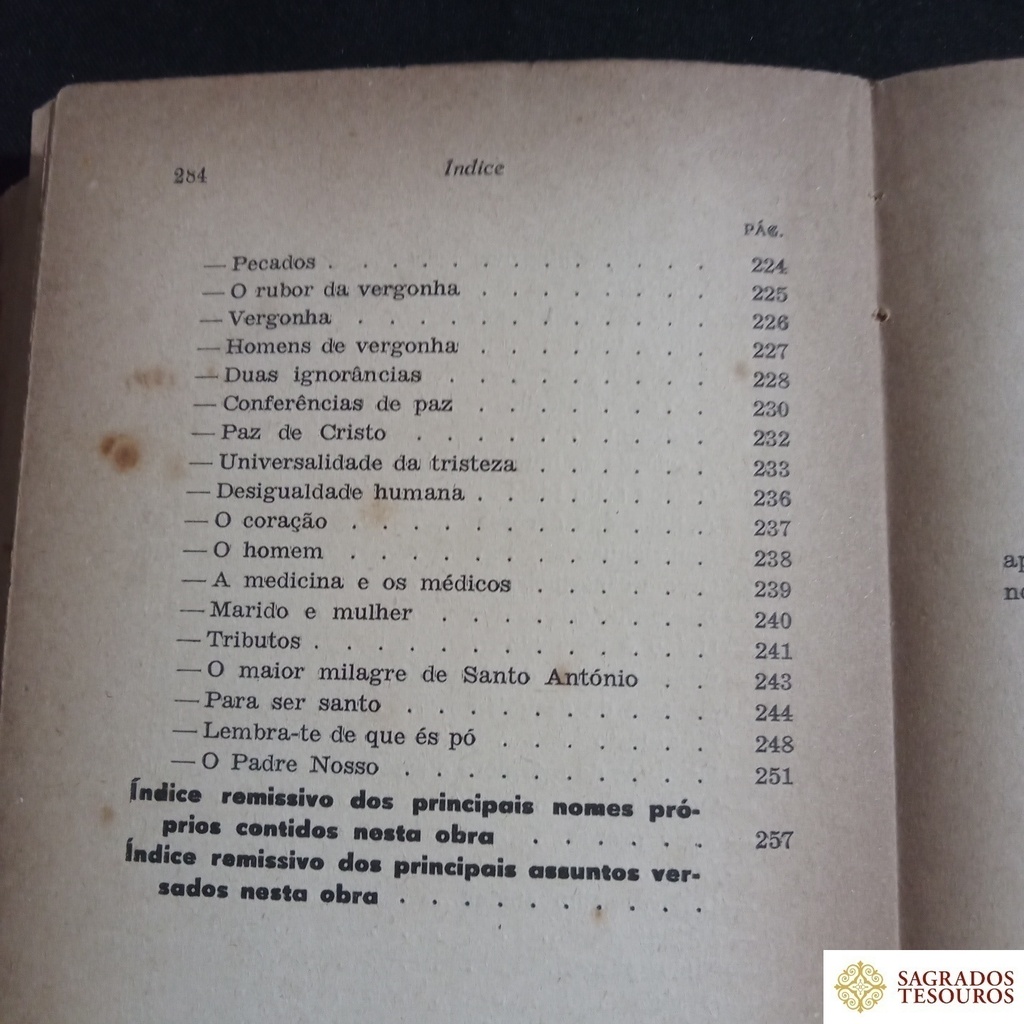 284
Índice
PÁG.
— Pecados . . . . . . . . . . . . . 224
— O rubor da vergonha . . . . . . . . 225
— Vergonha . . . . . . . . . . . . 226
— Homens de vergonha . . . . . . . . 227
— Duas ignorâncias . . . . . . . . . 228
— Conferências de paz . . . . . . . . 230
— Paz de Cristo . . . . . . . . . . 232
— Universalidade da tristeza . . . . . . 233
— Desigualdade humana . . . . . . . . 236
— O coração . . . . . . . . . . . . 237
— O homem . . . . . . . . . . . . 238
— A medicina e os médicos . . . . . . 239
— Marido e mulher . . . . . . . . . 240
— Tributos . . . . . . . . . . . . . 241
— O maior milagre de Santo António . . 243
— Para ser santo . . . . . . . . . . 244
— Lembra-te de que és pó . . . . . . . 248
— O Padre Nosso . . . . . . . . . . 251
Índice remissivo dos principais nomes pró-
prios contidos nesta obra . . . . . . 257
Índice remissivo dos principais assuntos ver-
sados nesta obra . . . . . . . . . .
SAGRADOS
TESOUROS